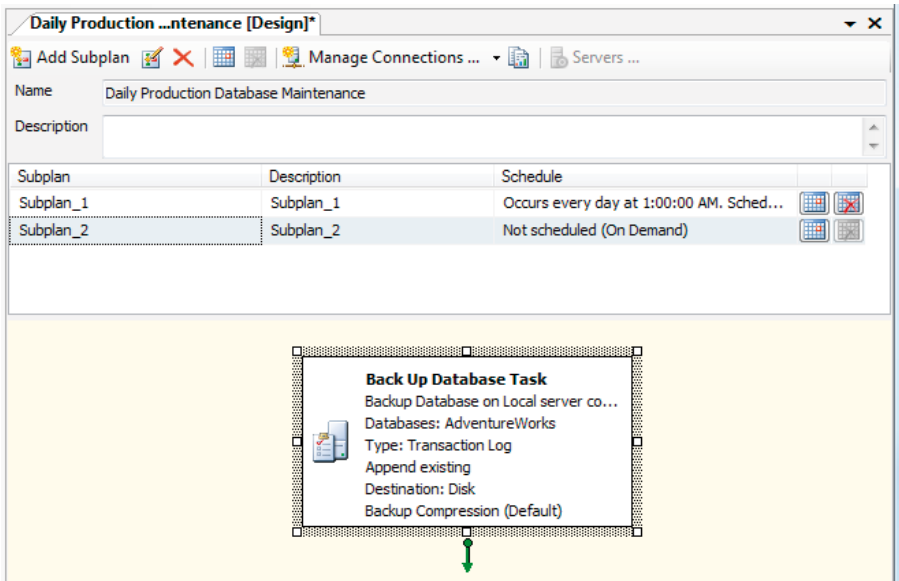 Daily Production ...ntenance [Design]*
Add Subplan Manage Connections ... Servers ...
Name Daily Production Database Maintenance
Description
Subplan Description Schedule
Subplan_1 Subplan_1 Occurs every day at 1:00:00 AM. Sched...
Subplan_2 Subplan_2 Not scheduled (On Demand)
Back Up Database Task
Backup Database on Local server co...
Databases: AdventureWorks
Type: Transaction Log
Append existing
Destination: Disk
Backup Compression (Default)